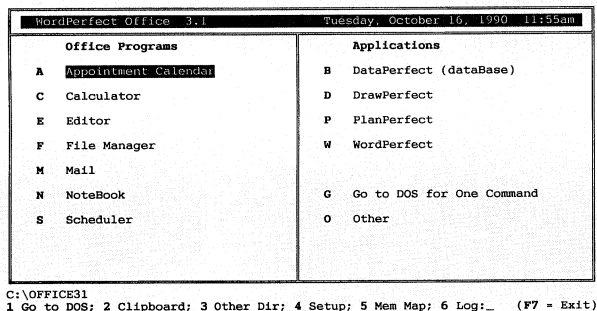 WordPerfect Office 3.1 Tuesday, October 16, 1990 11:55am
Office Programs Applications
A Appointment Calendar B DataPerfect (dataBase)
C Calculator D DrawPerfect
E Editor P PlanPerfect
F File Manager W WordPerfect
M Mail
N NoteBook G Go to DOS for One Command
S Scheduler O Other
C:\OFFICE31
1 Go to DOS; 2 Clipboard; 3 Other Dir; 4 Setup; 5 Mem Map; 6 Log:_ (F7 = Exit)